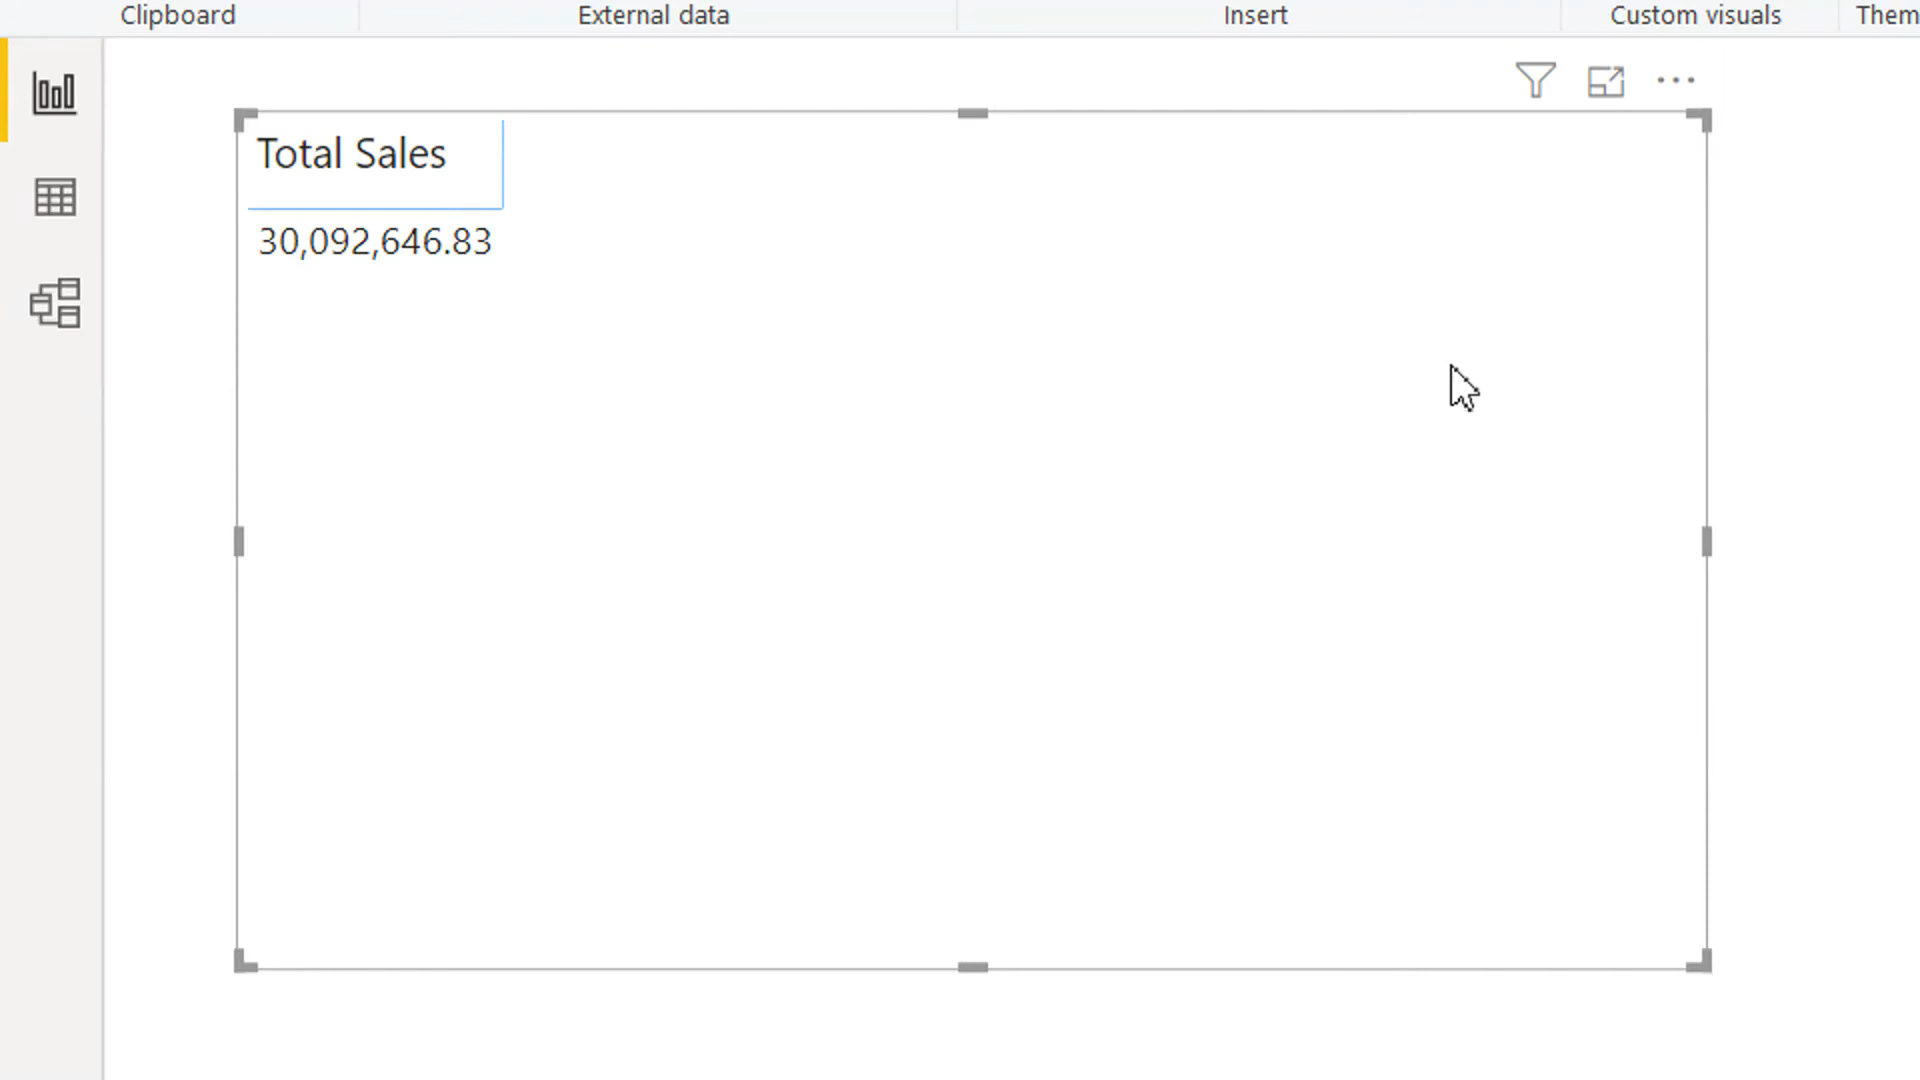 Clipboard
External data
Insert
Custom visuals
Them
Total Sales
30,092,646.83